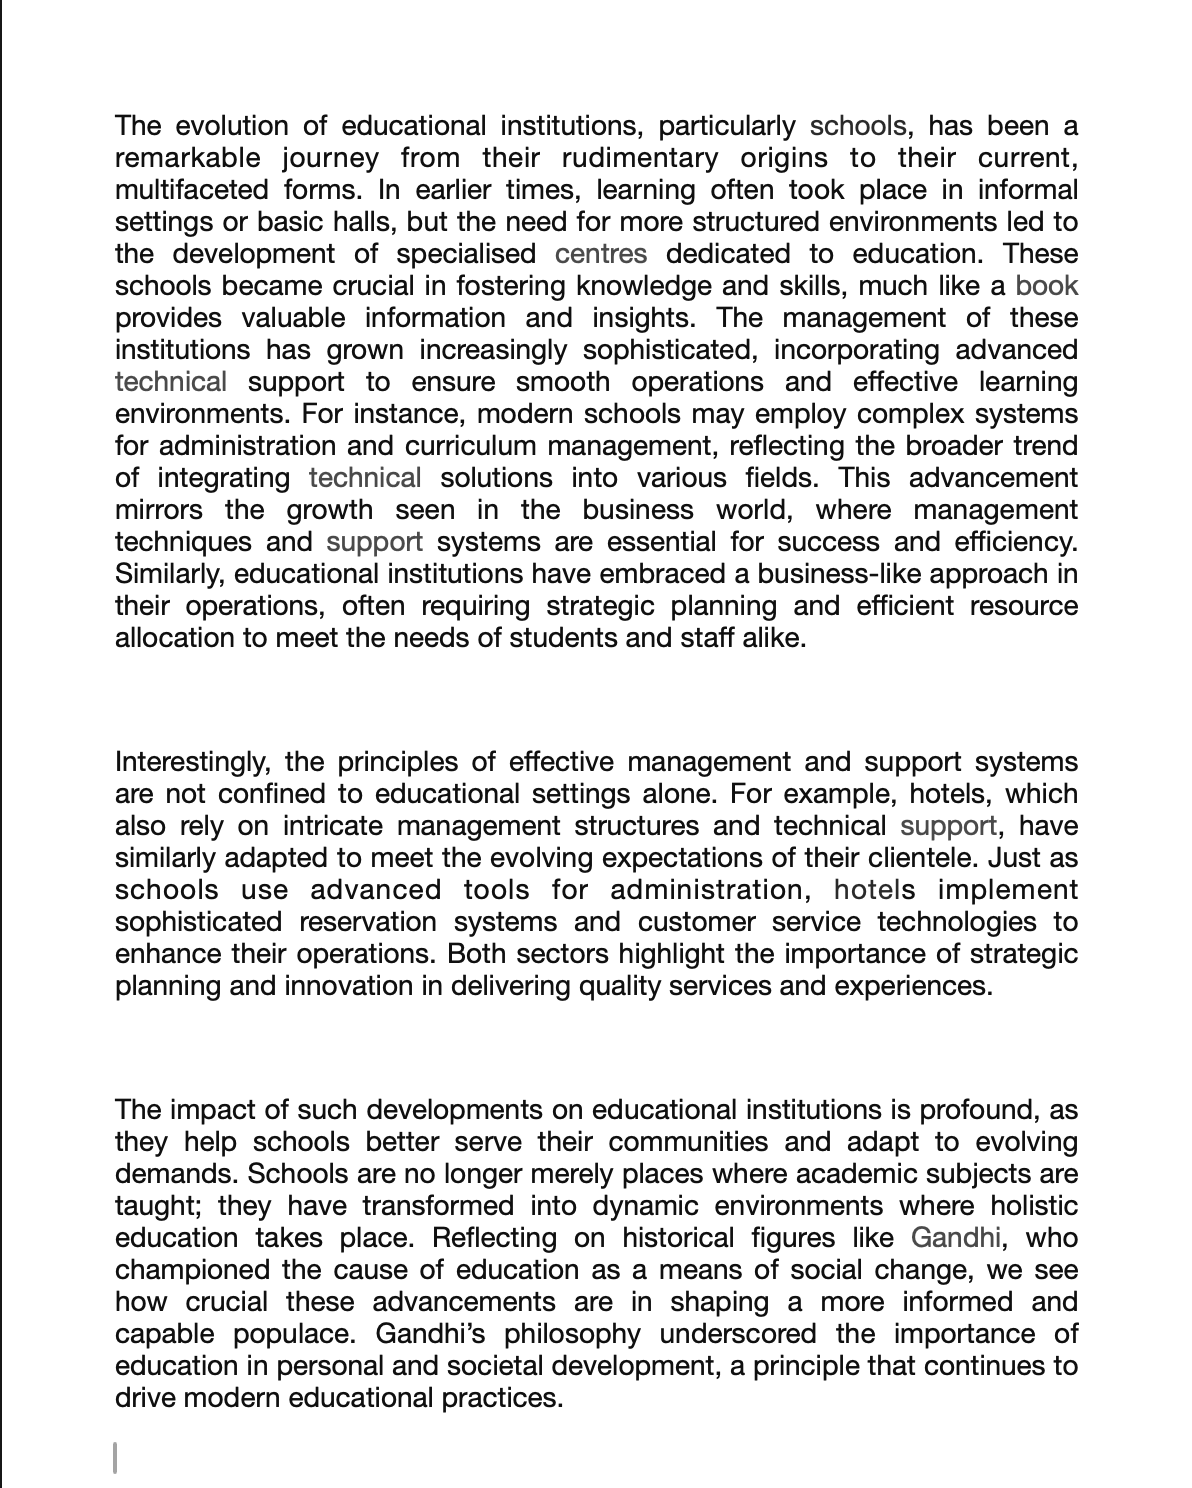 The evolution of educational institutions, particularly schools, has been a
remarkable journey from their rudimentary origins to their current,
multifaceted forms. In earlier times, learning often took place in informal
settings or basic halls, but the need for more structured environments led to
the development of specialised centres dedicated to education. These
schools became crucial in fostering knowledge and skills, much like a book
provides valuable information and insights. The management of these
institutions has grown increasingly sophisticated, incorporating advanced
technical support to ensure smooth operations and effective learning
environments. For instance, modern schools may employ complex systems
for administration and curriculum management, reflecting the broader trend
of integrating technical solutions into various fields. This advancement
mirrors the growth seen in the business world, where management
techniques and support systems are essential for success and efficiency.
Similarly, educational institutions have embraced a business-like approach in
their operations, often requiring strategic planning and efficient resource
allocation to meet the needs of students and staff alike.
Interestingly, the principles of effective management and support systems
are not confined to educational settings alone. For example, hotels, which
also rely on intricate management structures and technical support, have
similarly adapted to meet the evolving expectations of their clientele. Just as
schools use advanced tools for administration, hotels implement
sophisticated reservation systems and customer service technologies to
enhance their operations. Both sectors highlight the importance of strategic
planning and innovation in delivering quality services and experiences.
The impact of such developments on educational institutions is profound, as
they help schools better serve their communities and adapt to evolving
demands. Schools are no longer merely places where academic subjects are
taught; they have transformed into dynamic environments where holistic
education takes place. Reflecting on historical figures like Gandhi, who
championed the cause of education as a means of social change, we see
how crucial these advancements are in shaping a more informed and
capable populace. Gandhi’s philosophy underscored the importance of
education in personal and societal development, a principle that continues to
drive modern educational practices.